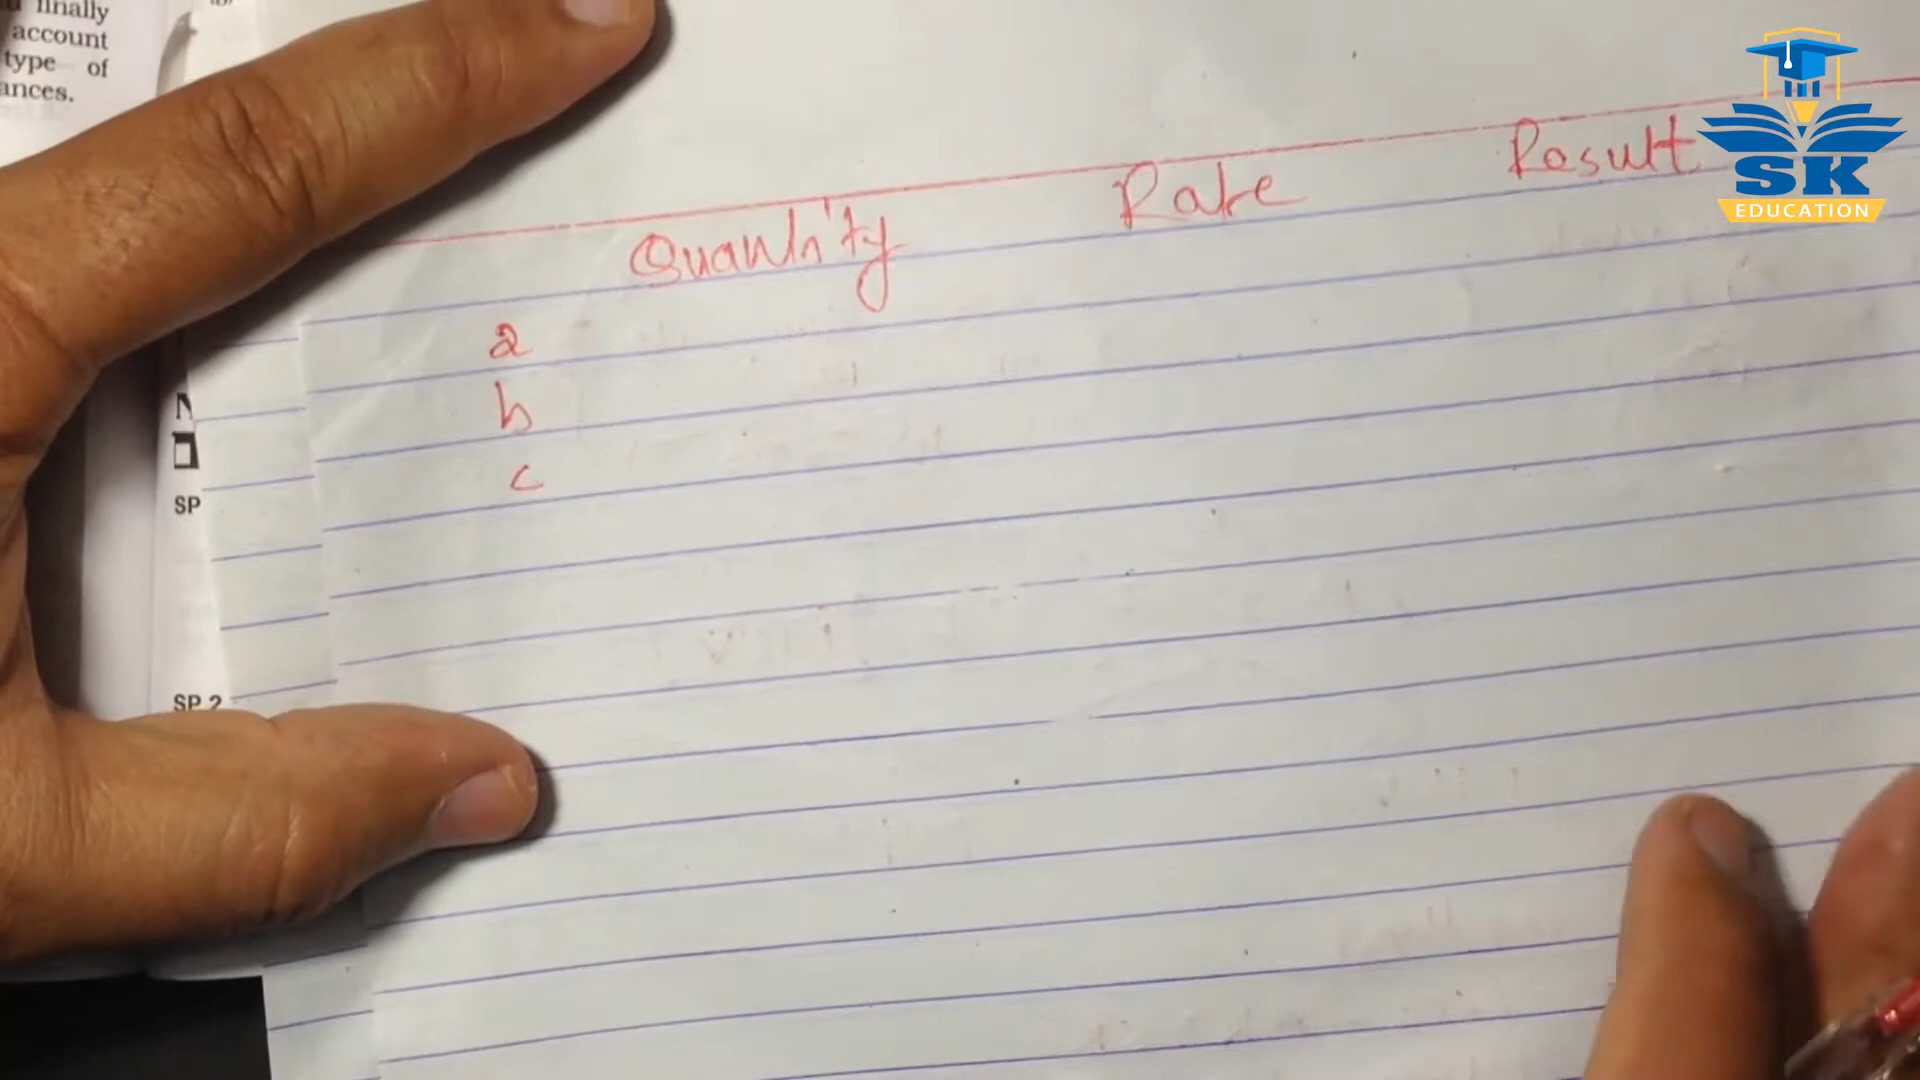 finally
account
type of
ances.
Quantity Rate Result
a
b
c
N
SP
SP 2
SK
EDUCATION